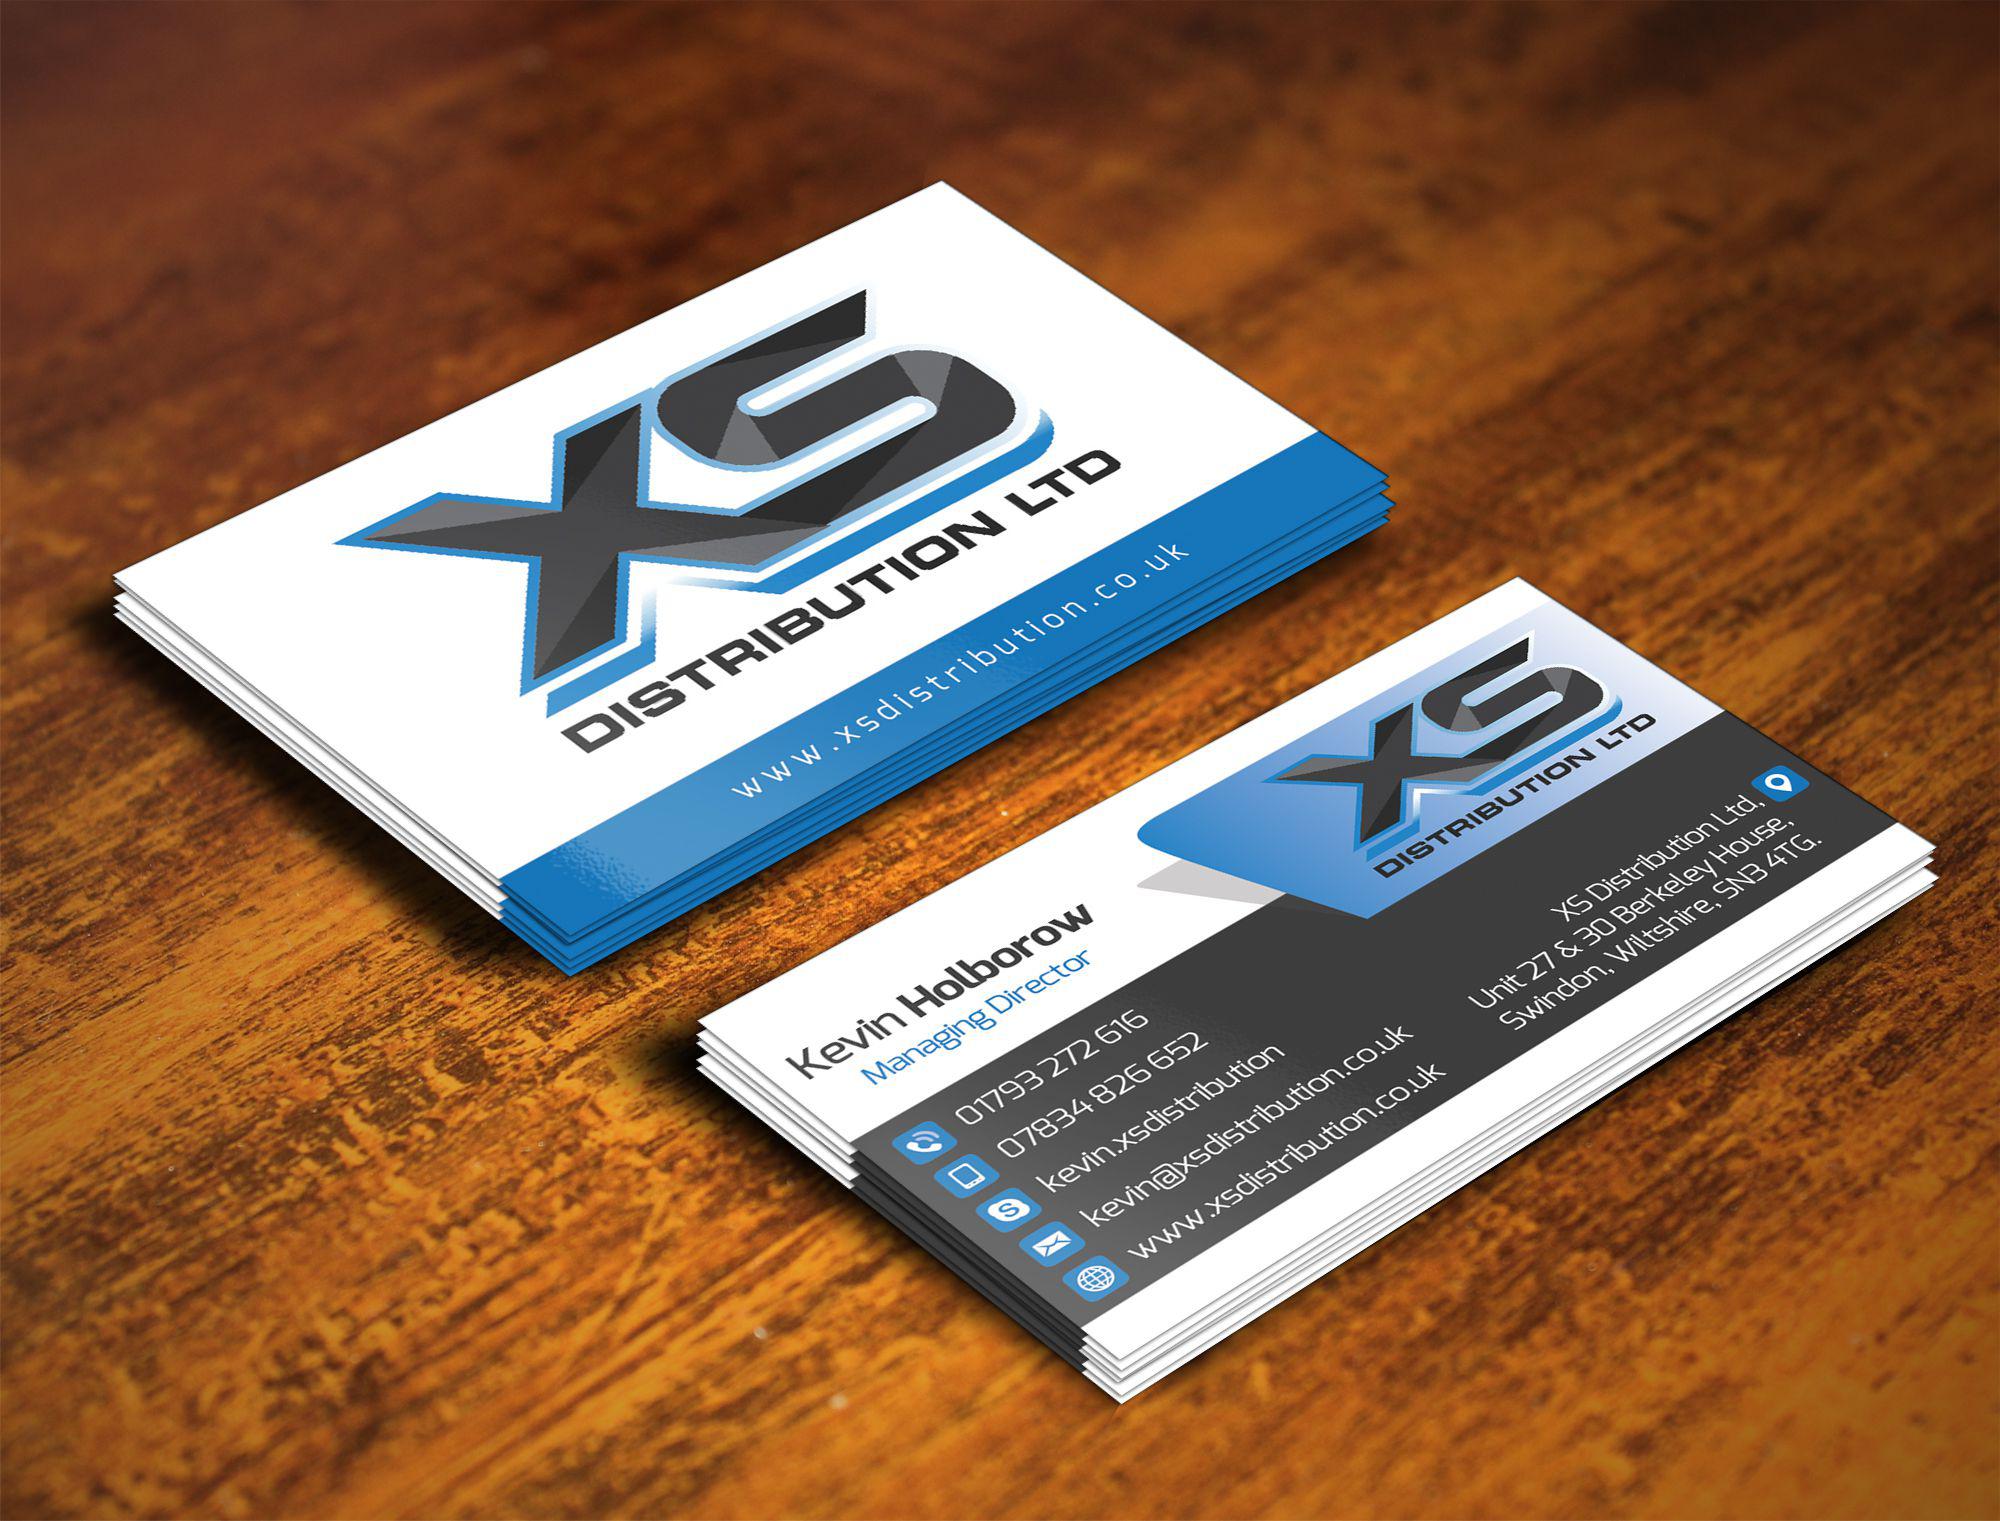 XS
DISTRIBUTION LTD
www.xsdistribution.co.uk
XS
DISTRIBUTION LTD
Kevin Holborow
Managing Director
01793 272 616
07834 826 652
kevin.xsdistribution
kevin@xsdistribution.co.uk
www.xsdistribution.co.uk
XS Distribution Ltd,
Unit 27 & 30 Berkeley House,
Swindon, Wiltshire, SN3 4TG.